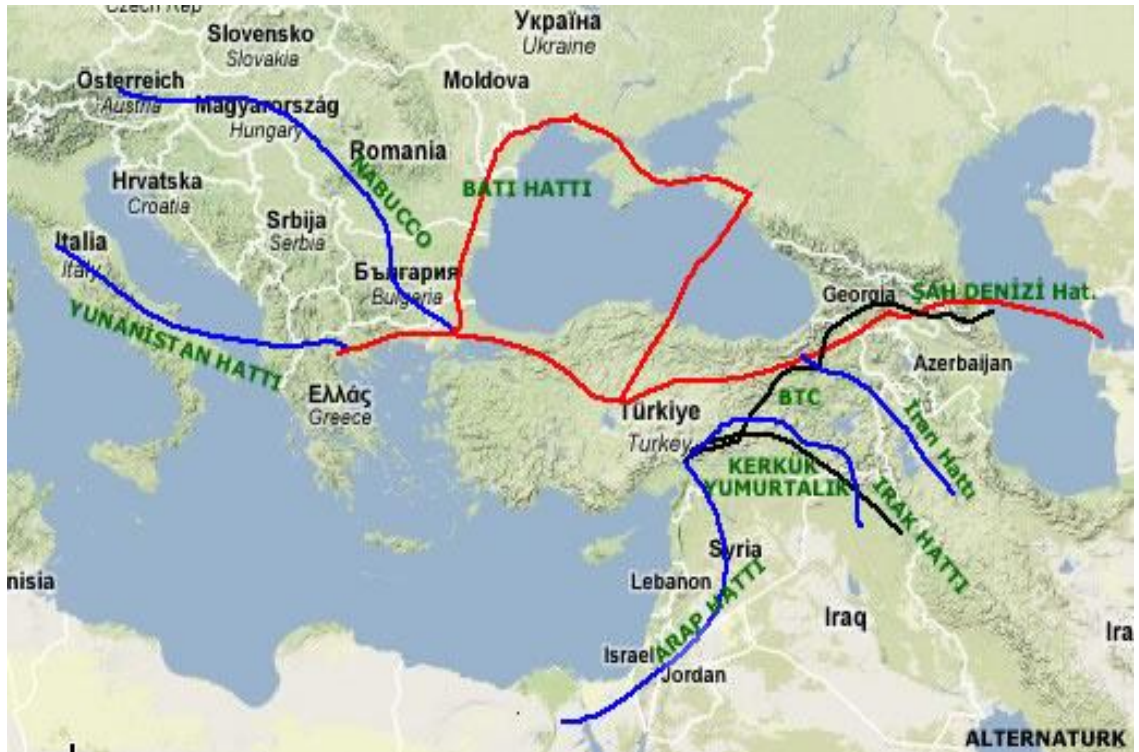 Czech Rep
Slovensko
Slovakia
Україна
Ukraine
Österreich
Austria
Magyarország
Hungary
Moldova
Romania
NABUCCO
BATI HATTI
Hrvatska
Croatia
Srbija
Serbia
Italia
Italy
България
Bulgaria
YUNANİSTAN HATTI
Ελλάς
Greece
Georgia
ŞAH DENİZİ Hat.
Azerbaijan
BTC
İran Hattı
Türkiye
Turkey
KERKÜK
YUMURTALIK
IRAK HATTI
Syria
Lebanon
ARAP HATTI
Israel
Jordan
Iraq
Ira
nisia
ALTERNATURK